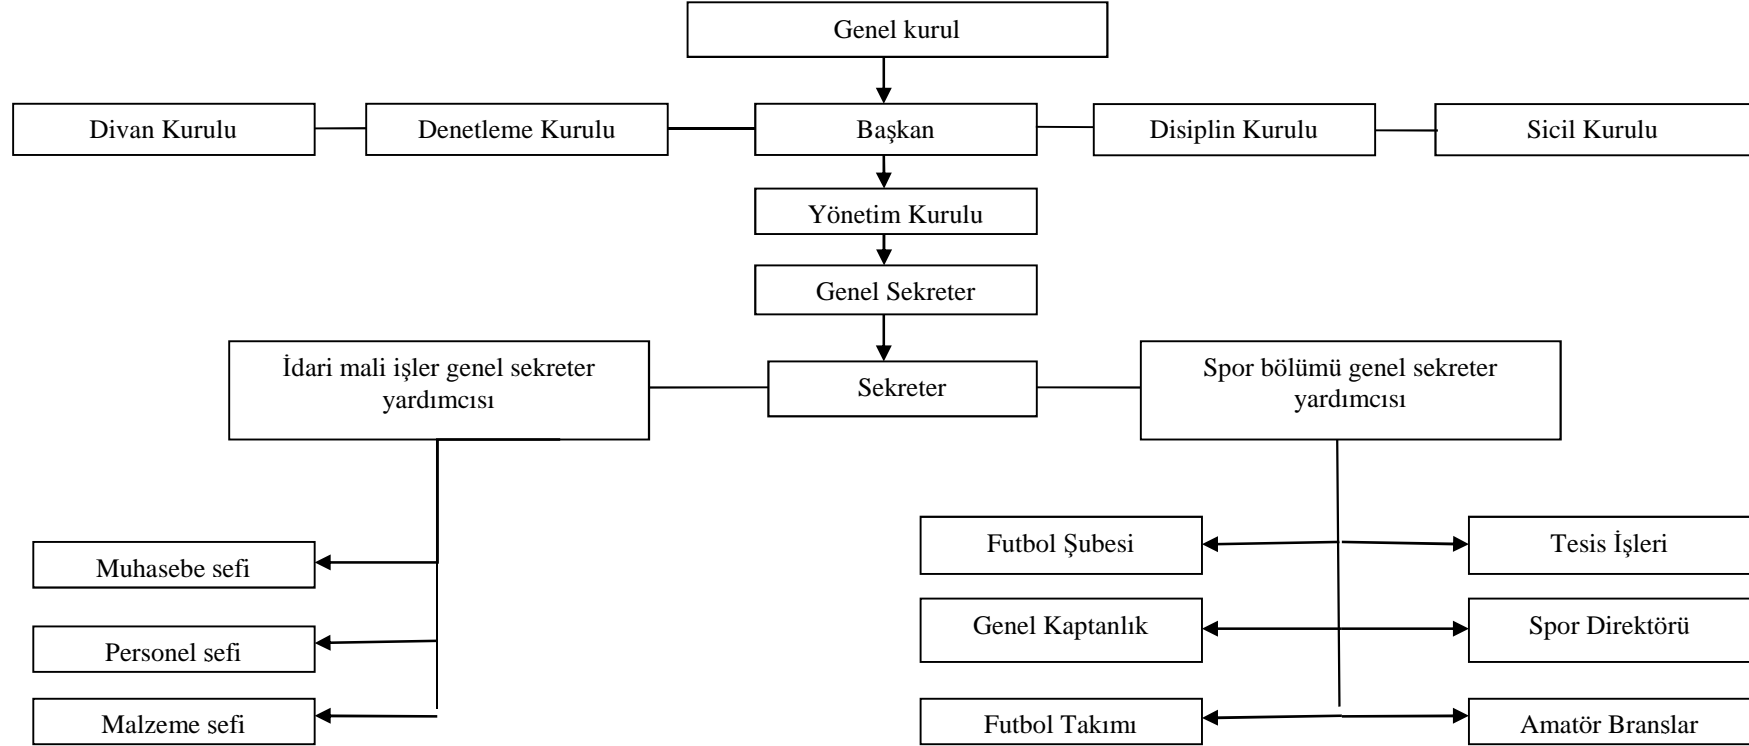 Genel kurul
Divan Kurulu
Denetleme Kurulu
Başkan
Disiplin Kurulu
Sicil Kurulu
Yönetim Kurulu
Genel Sekreter
İdari mali işler genel sekreter
yardımcısı
Sekreter
Spor bölümü genel sekreter
yardımcısı
Futbol Şubesi
Tesis İşleri
Muhasebe sefi
Genel Kaptanlık
Spor Direktörü
Personel sefi
Malzeme sefi
Futbol Takımı
Amatör Branslar